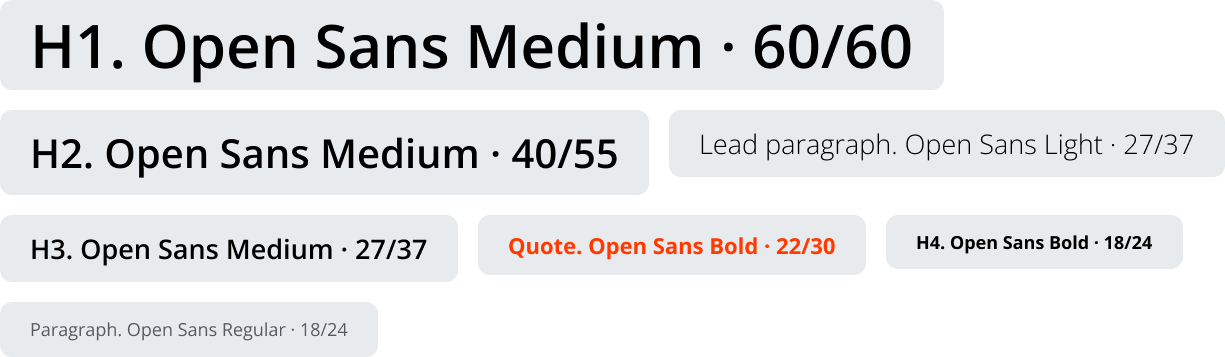 H1. Open Sans Medium · 60/60
H2. Open Sans Medium · 40/55
Lead paragraph. Open Sans Light · 27/37
H3. Open Sans Medium · 27/37
Quote. Open Sans Bold · 22/30
H4. Open Sans Bold · 18/24
Paragraph. Open Sans Regular · 18/24